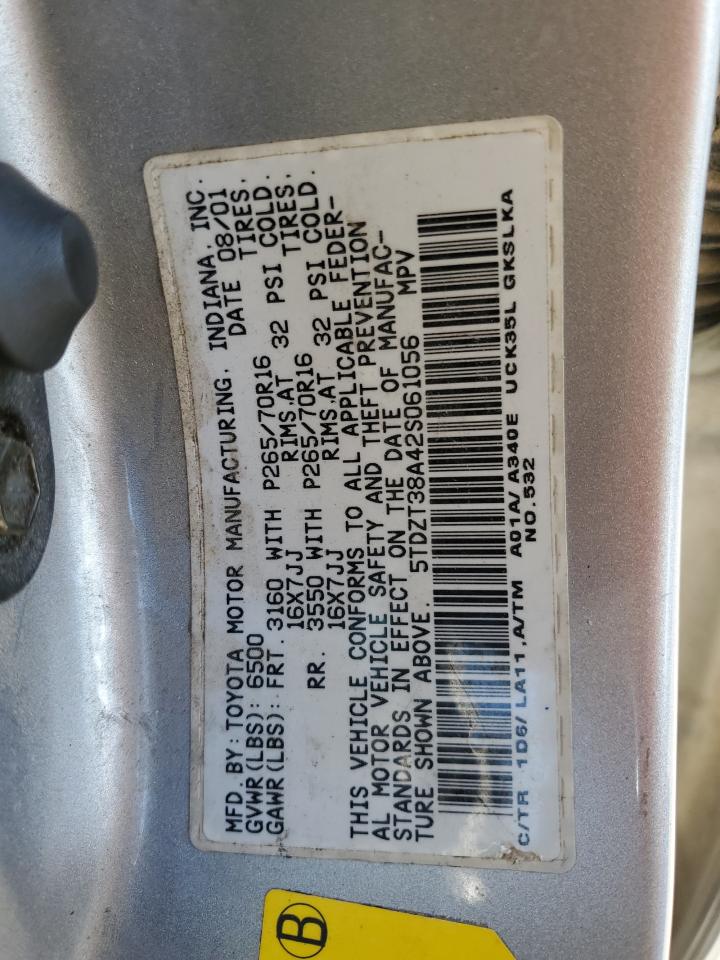 MFD. BY: TOYOTA MOTOR MANUFACTURING, INDIANA, INC.
GVWR(LBS): 6500 DATE 08/01
GAWR(LBS): FRT. 3160 WITH P265/70R16 TIRES,
16X7JJ RIMS,AT 32 PSI COLD.
RR. 3550 WITH P265/70R16 TIRES,
16X7JJ RIMS,AT 32 PSI COLD.
THIS VEHICLE CONFORMS TO ALL APPLICABLE FEDER-
AL MOTOR VEHICLE SAFETY AND THEFT PREVENTION
STANDARDS IN EFFECT ON THE DATE OF MANUFAC-
TURE SHOWN ABOVE. 5TDZT38A42S061056 MPV
C/TR 1D6/ LA11,A/TM A01A/ A340E UCK35L GKSLKA
NO.532
B